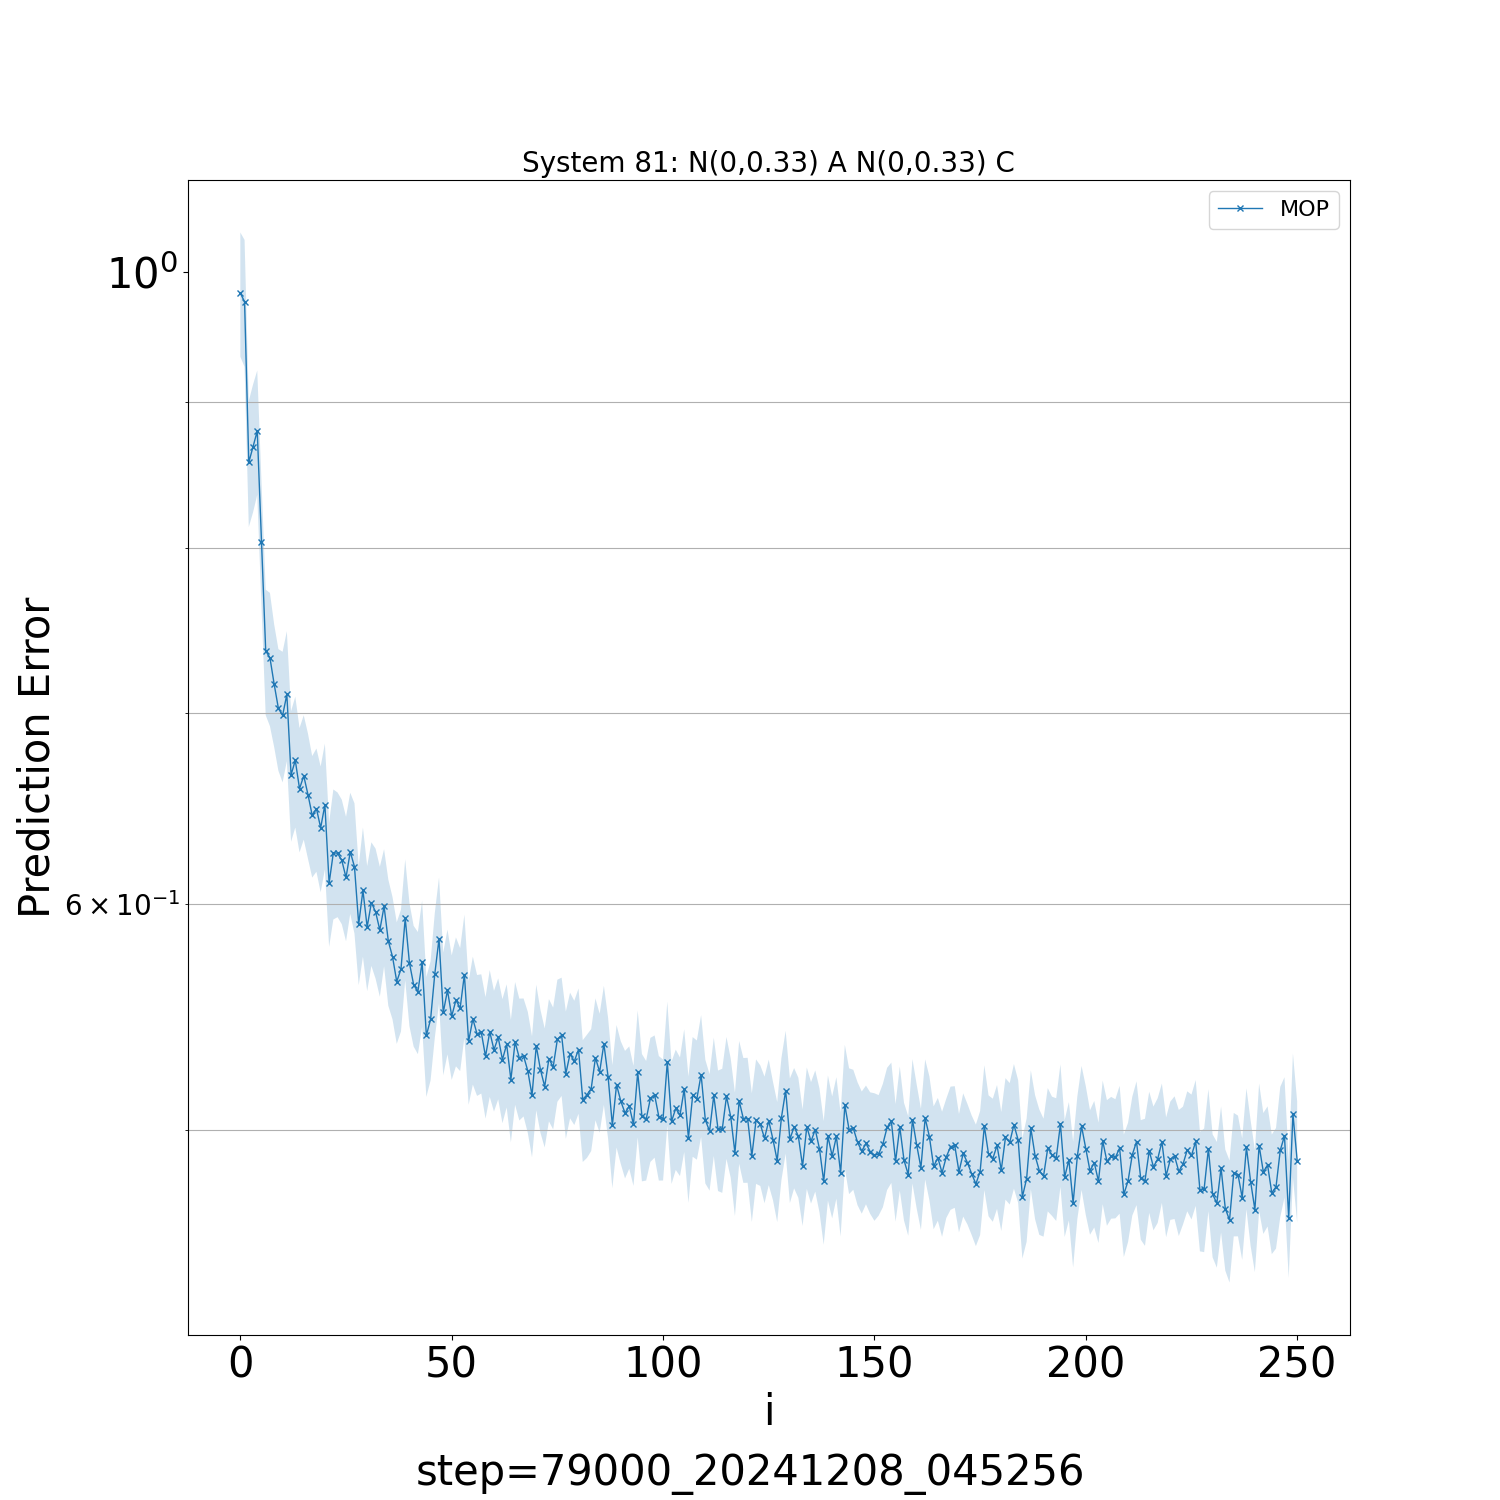 System 81: N(0,0.33) A N(0,0.33) C
MOP
10⁰
6 × 10⁻¹
Prediction Error
0 50 100 150 200 250
i
step=79000_20241208_045256